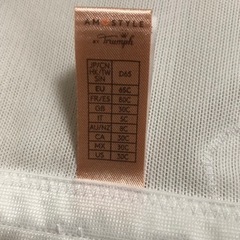 AMOSTYLE
BY Triumph
JP/CN
HK/TW
SIN
D65
EU 65C
FR/ES 80C
GB 30C
IT 3C
AU/NZ 8C
CA 30C
MX 30C
US 30C